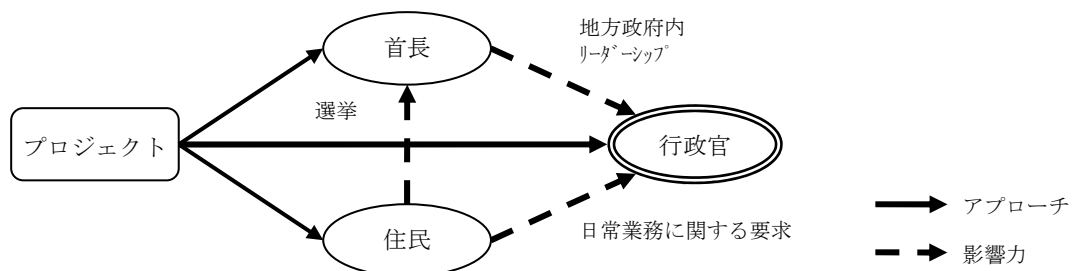 首長
地方政府内
ﾘｰﾀﾞｰｼｯﾌﾟ
選挙
プロジェクト
行政官
アプローチ
住民
日常業務に関する要求
影響力